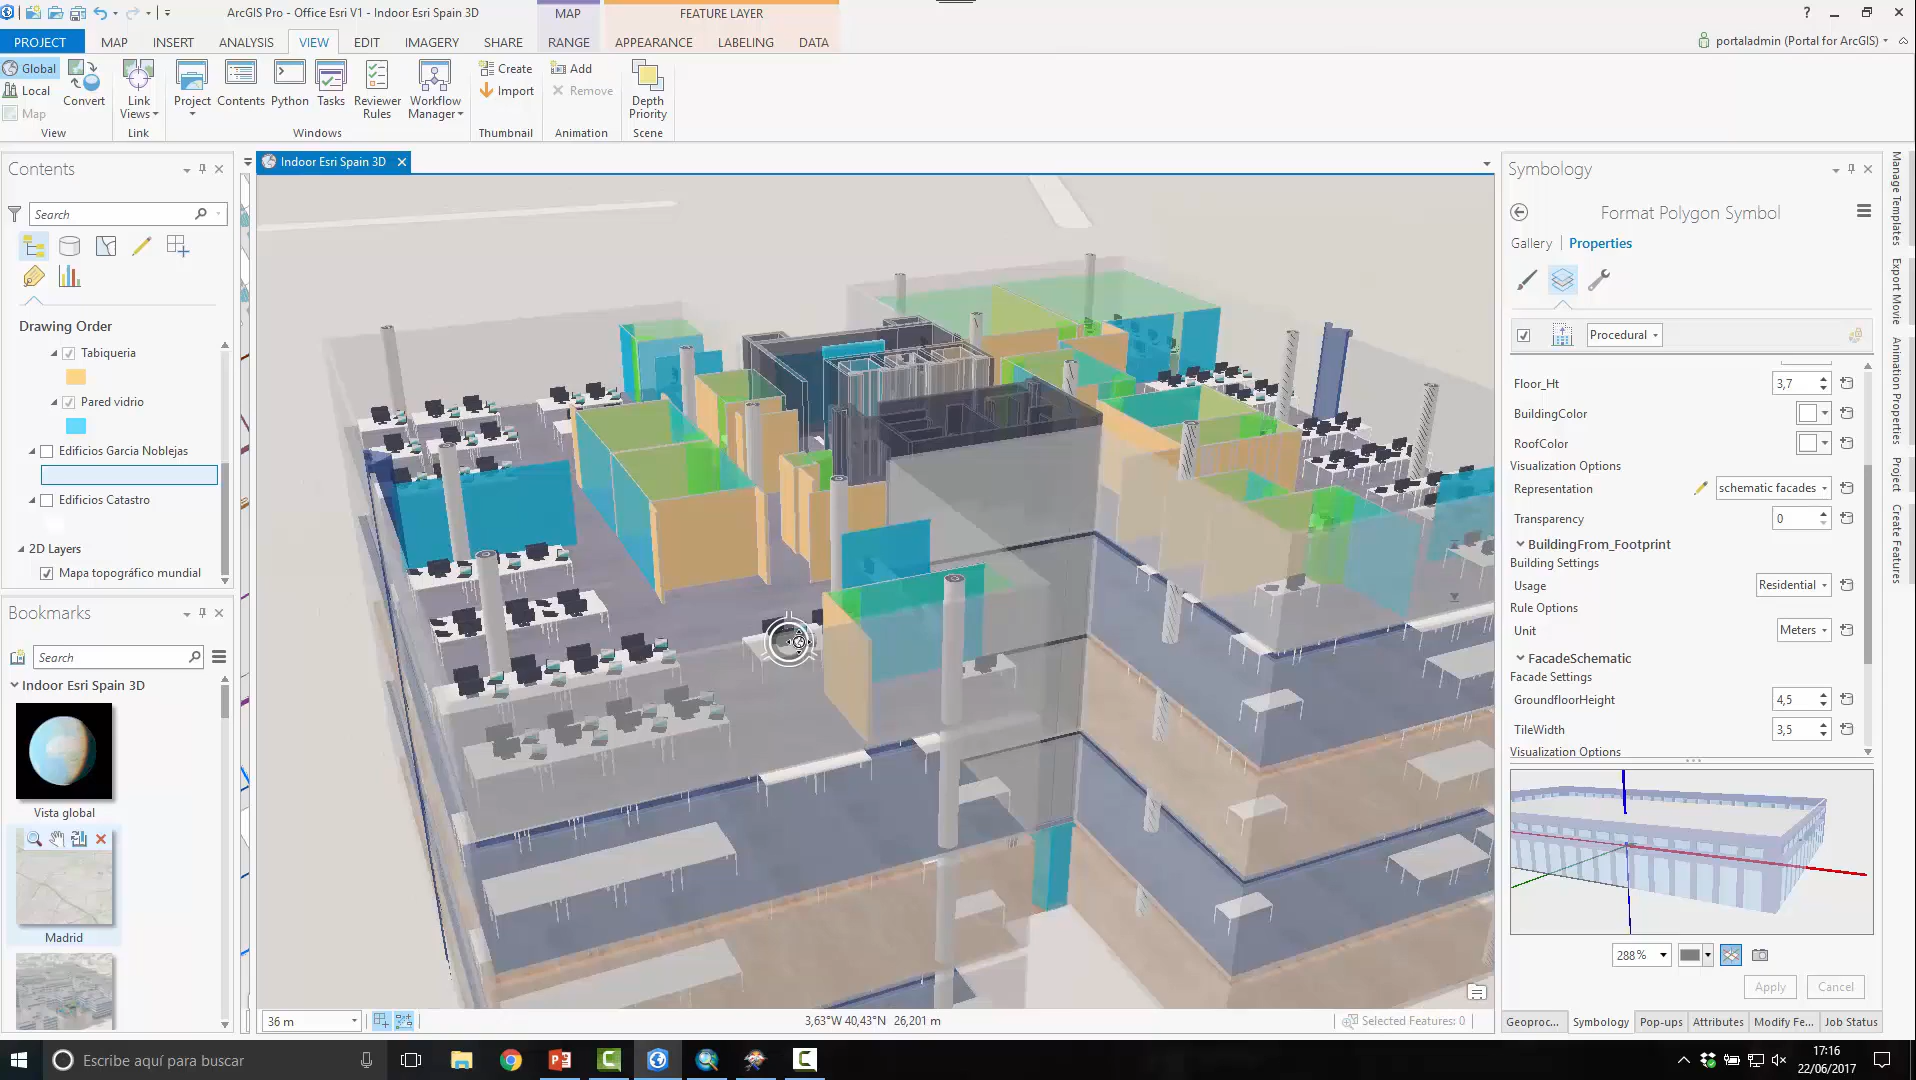 ArcGIS Pro - Office Esri V1 - Indoor Esri Spain 3D
MAP
FEATURE LAYER
?
PROJECT MAP INSERT ANALYSIS VIEW EDIT IMAGERY SHARE RANGE APPEARANCE LABELING DATA
portaladmin (Portal for ArcGIS)
Global
Local
Map
Convert
Link Views
Project
Contents
Python
Tasks
Reviewer Rules
Workflow Manager
Create
Import
Add
Remove
Depth Priority
View
Link
Windows
Thumbnail
Animation
Scene
Contents
Search
Drawing Order
Tabiqueria
Pared vidrio
Edificios Garcia Noblejas
Edificios Catastro
2D Layers
Mapa topográfico mundial
Bookmarks
Search
Indoor Esri Spain 3D
Vista global
Madrid
Indoor Esri Spain 3D
36 m
3,63°W 40,43°N 26,201 m
Selected Features: 0
Symbology
Format Polygon Symbol
Gallery
Properties
Procedural
Floor_Ht
3,7
BuildingColor
RoofColor
Visualization Options
Representation
schematic facades
Transparency
0
BuildingFrom_Footprint
Building Settings
Usage
Residential
Rule Options
Unit
Meters
FacadeSchematic
Facade Settings
GroundfloorHeight
4,5
TileWidth
3,5
Visualization Options
288%
Apply
Cancel
Geoproc...
Symbology
Pop-ups
Attributes
Modify Fe...
Job Status
Manage Templates
Export Movie
Animation Properties
Project
Create Features
Escribe aquí para buscar
17:16
22/06/2017